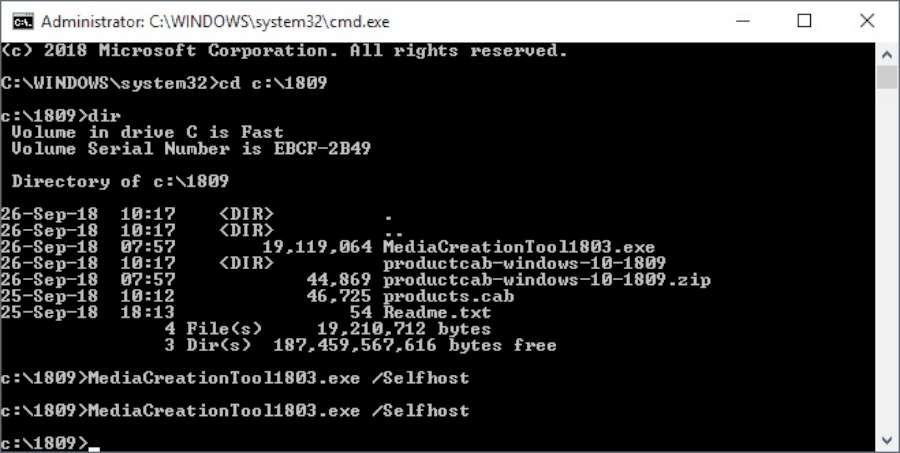 Administrator: C:\WINDOWS\system32\cmd.exe
(c) 2018 Microsoft Corporation. All rights reserved.
C:\WINDOWS\system32>cd c:\1809
c:\1809>dir
 Volume in drive C is Fast
 Volume Serial Number is EBCF-2B49
 Directory of c:\1809
26-Sep-18  10:17    <DIR>          .
26-Sep-18  10:17    <DIR>          ..
26-Sep-18  07:57        19,119,064 MediaCreationTool1803.exe
26-Sep-18  10:17    <DIR>          productcab-windows-10-1809
26-Sep-18  07:57            44,869 productcab-windows-10-1809.zip
25-Sep-18  10:12            46,725 products.cab
25-Sep-18  18:13                54 Readme.txt
               4 File(s)     19,210,712 bytes
               3 Dir(s)  187,459,567,616 bytes free
c:\1809>MediaCreationTool1803.exe /Selfhost
c:\1809>MediaCreationTool1803.exe /Selfhost
c:\1809>_